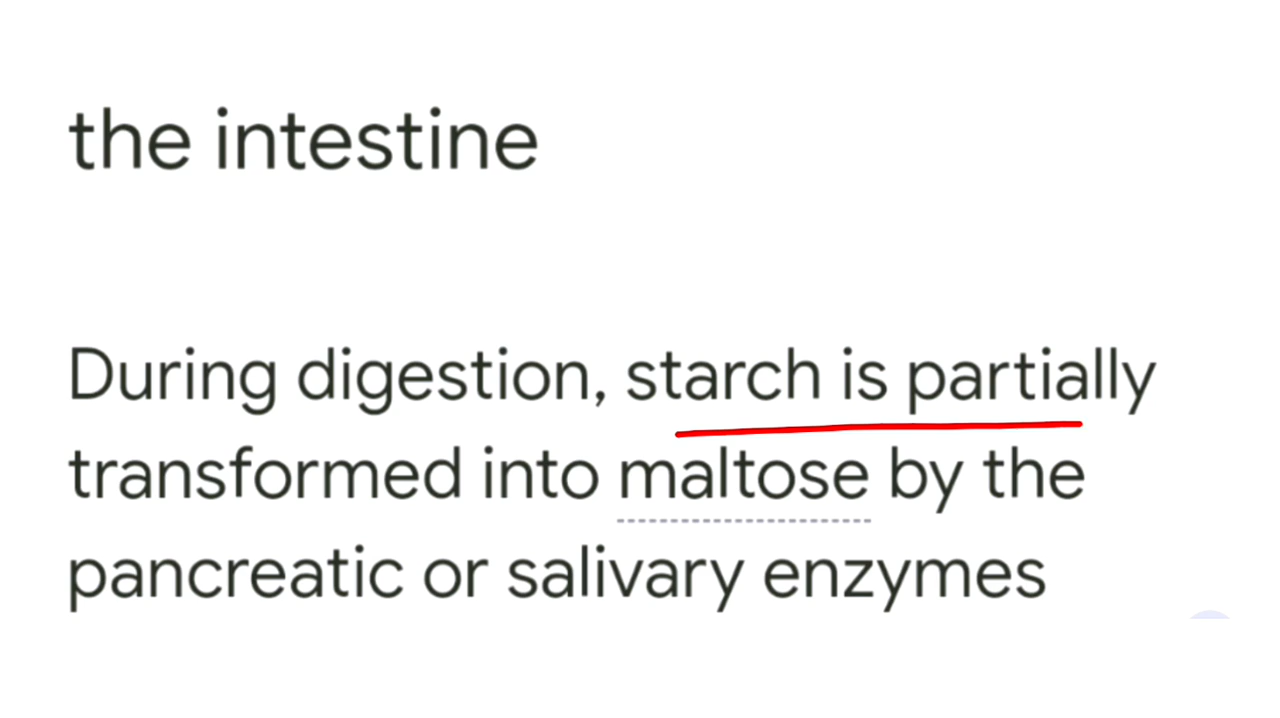 the intestine
During digestion, starch is partially
transformed into maltose by the
pancreatic or salivary enzymes